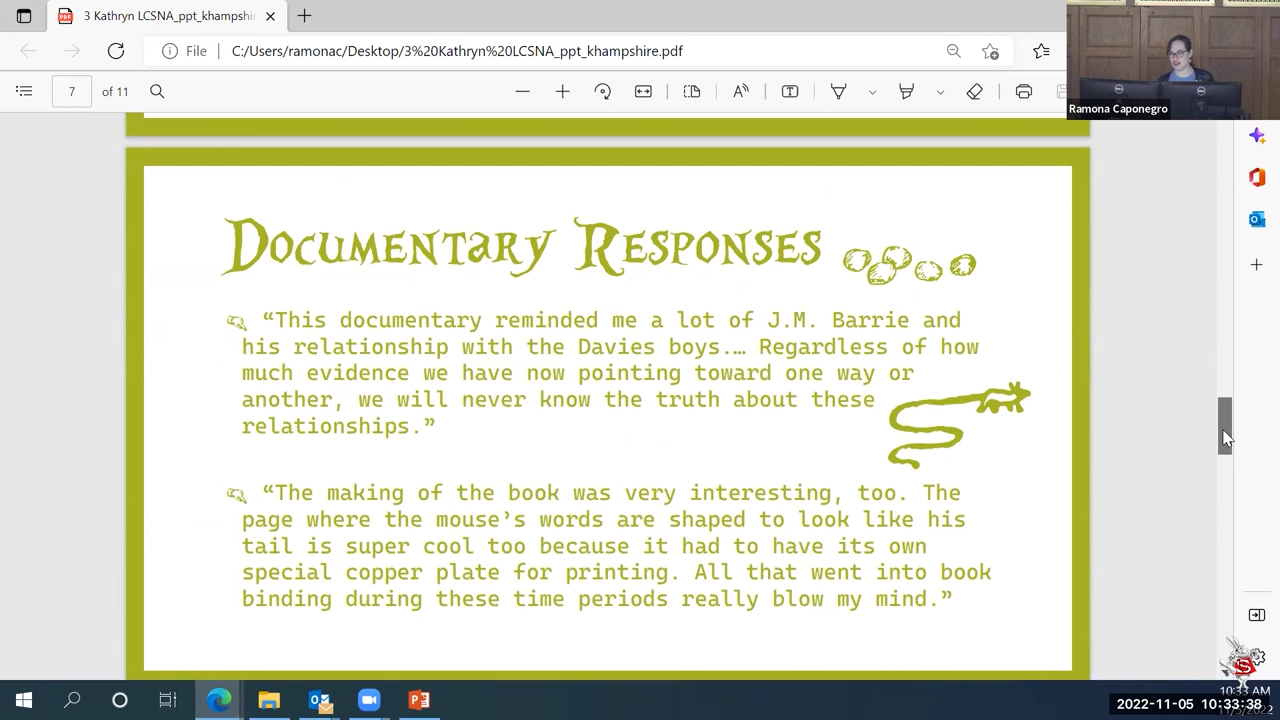 3 Kathryn LCSNA_ppt_khampshir
File C:/Users/ramonac/Desktop/3%20Kathryn%20LCSNA_ppt_khampshire.pdf
7 of 11
Ramona Caponegro
Documentary Responses
“This documentary reminded me a lot of J.M. Barrie and
his relationship with the Davies boys.… Regardless of how
much evidence we have now pointing toward one way or
another, we will never know the truth about these
relationships.”
“The making of the book was very interesting, too. The
page where the mouse’s words are shaped to look like his
tail is super cool too because it had to have its own
special copper plate for printing. All that went into book
binding during these time periods really blow my mind.”
10:33 AM
2022-11-05 10:33:38